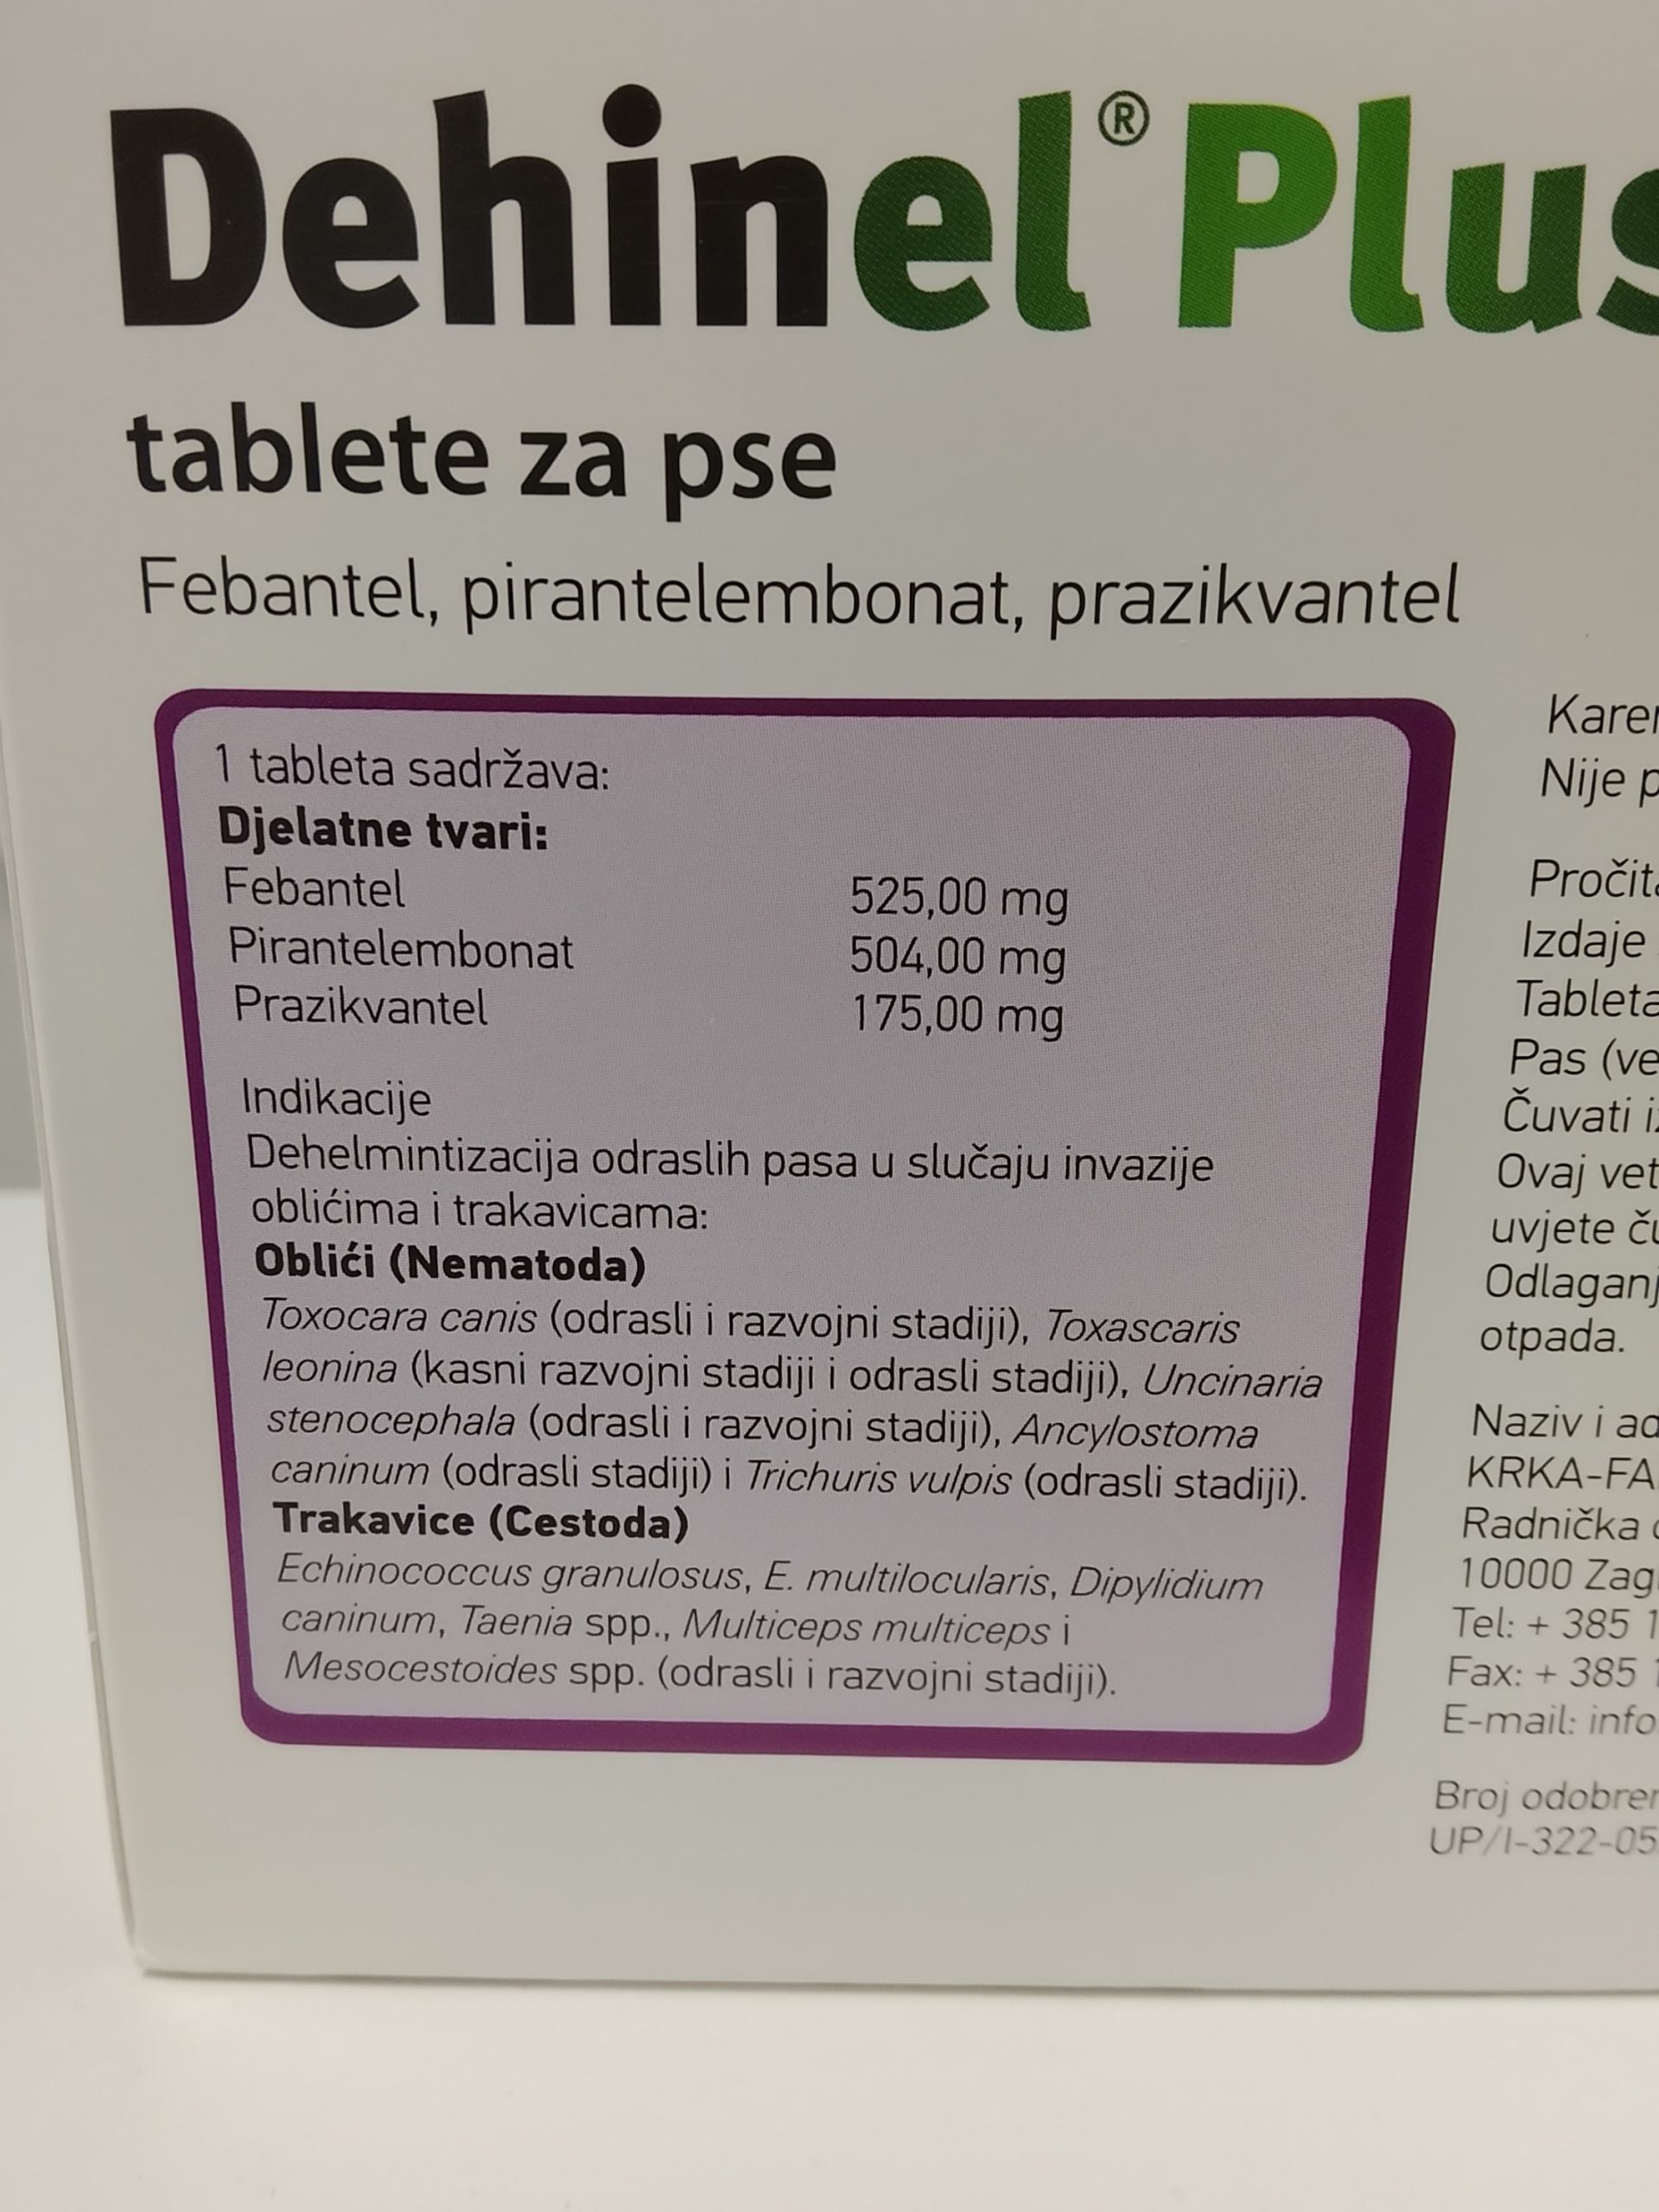 Dehinel® Plus
tablete za pse
Febantel, pirantelembonat, prazikvantel
1 tableta sadržava:
Djelatne tvari:
Febantel 525,00 mg
Pirantelembonat 504,00 mg
Prazikvantel 175,00 mg
Indikacije
Dehelmintizacija odraslih pasa u slučaju invazije
oblićima i trakavicama:
Oblići (Nematoda)
Toxocara canis (odrasli i razvojni stadiji), Toxascaris
leonina (kasni razvojni stadiji i odrasli stadiji), Uncinaria
stenocephala (odrasli i razvojni stadiji), Ancylostoma
caninum (odrasli stadiji) i Trichuris vulpis (odrasli stadiji).
Trakavice (Cestoda)
Echinococcus granulosus, E. multilocularis, Dipylidium
caninum, Taenia spp., Multiceps multiceps i
Mesocestoides spp. (odrasli i razvojni stadiji).
Nije
Izdaje
Pas
Čuvati
Ovaj
uvjete
otpada.
Naziv i
Radnička
10000
Tel: + 385
Fax: + 385
E-mail:
Broj